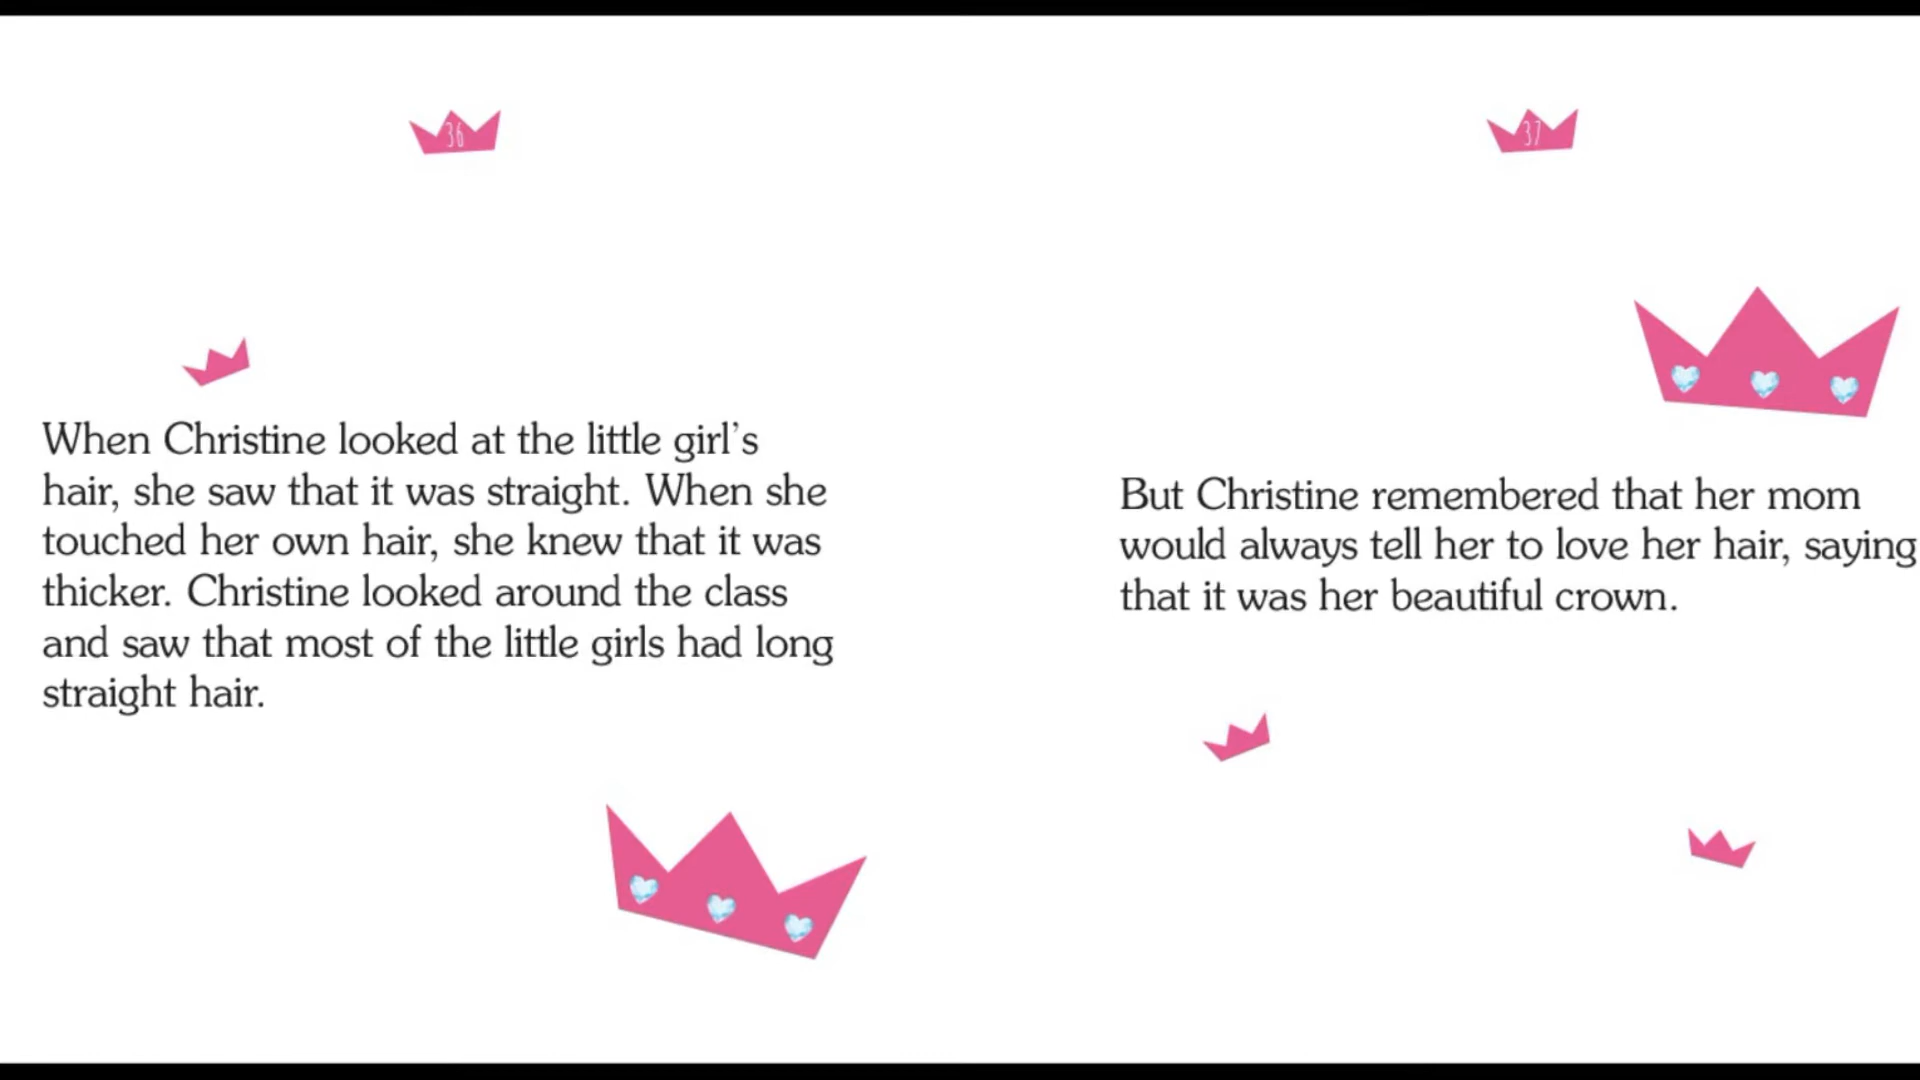 36
When Christine looked at the little girl’s
hair, she saw that it was straight. When she
touched her own hair, she knew that it was
thicker. Christine looked around the class
and saw that most of the little girls had long
straight hair.
37
But Christine remembered that her mom
would always tell her to love her hair, saying
that it was her beautiful crown.